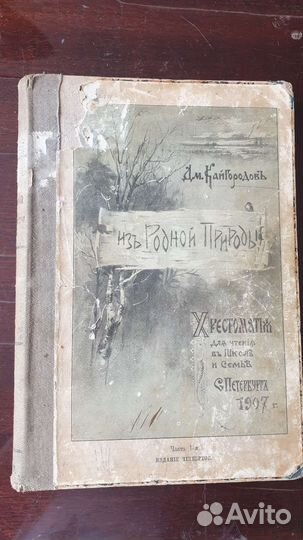 Дм. Кайгородовъ
Изъ Родной Природы
Хрестоматія
для чтенія
въ Школѣ
и Семьѣ
С. Петербургъ
1907 г.
Часть 1-я.
ИЗДАНІЕ ЧЕТВЕРТОЕ.
Avito